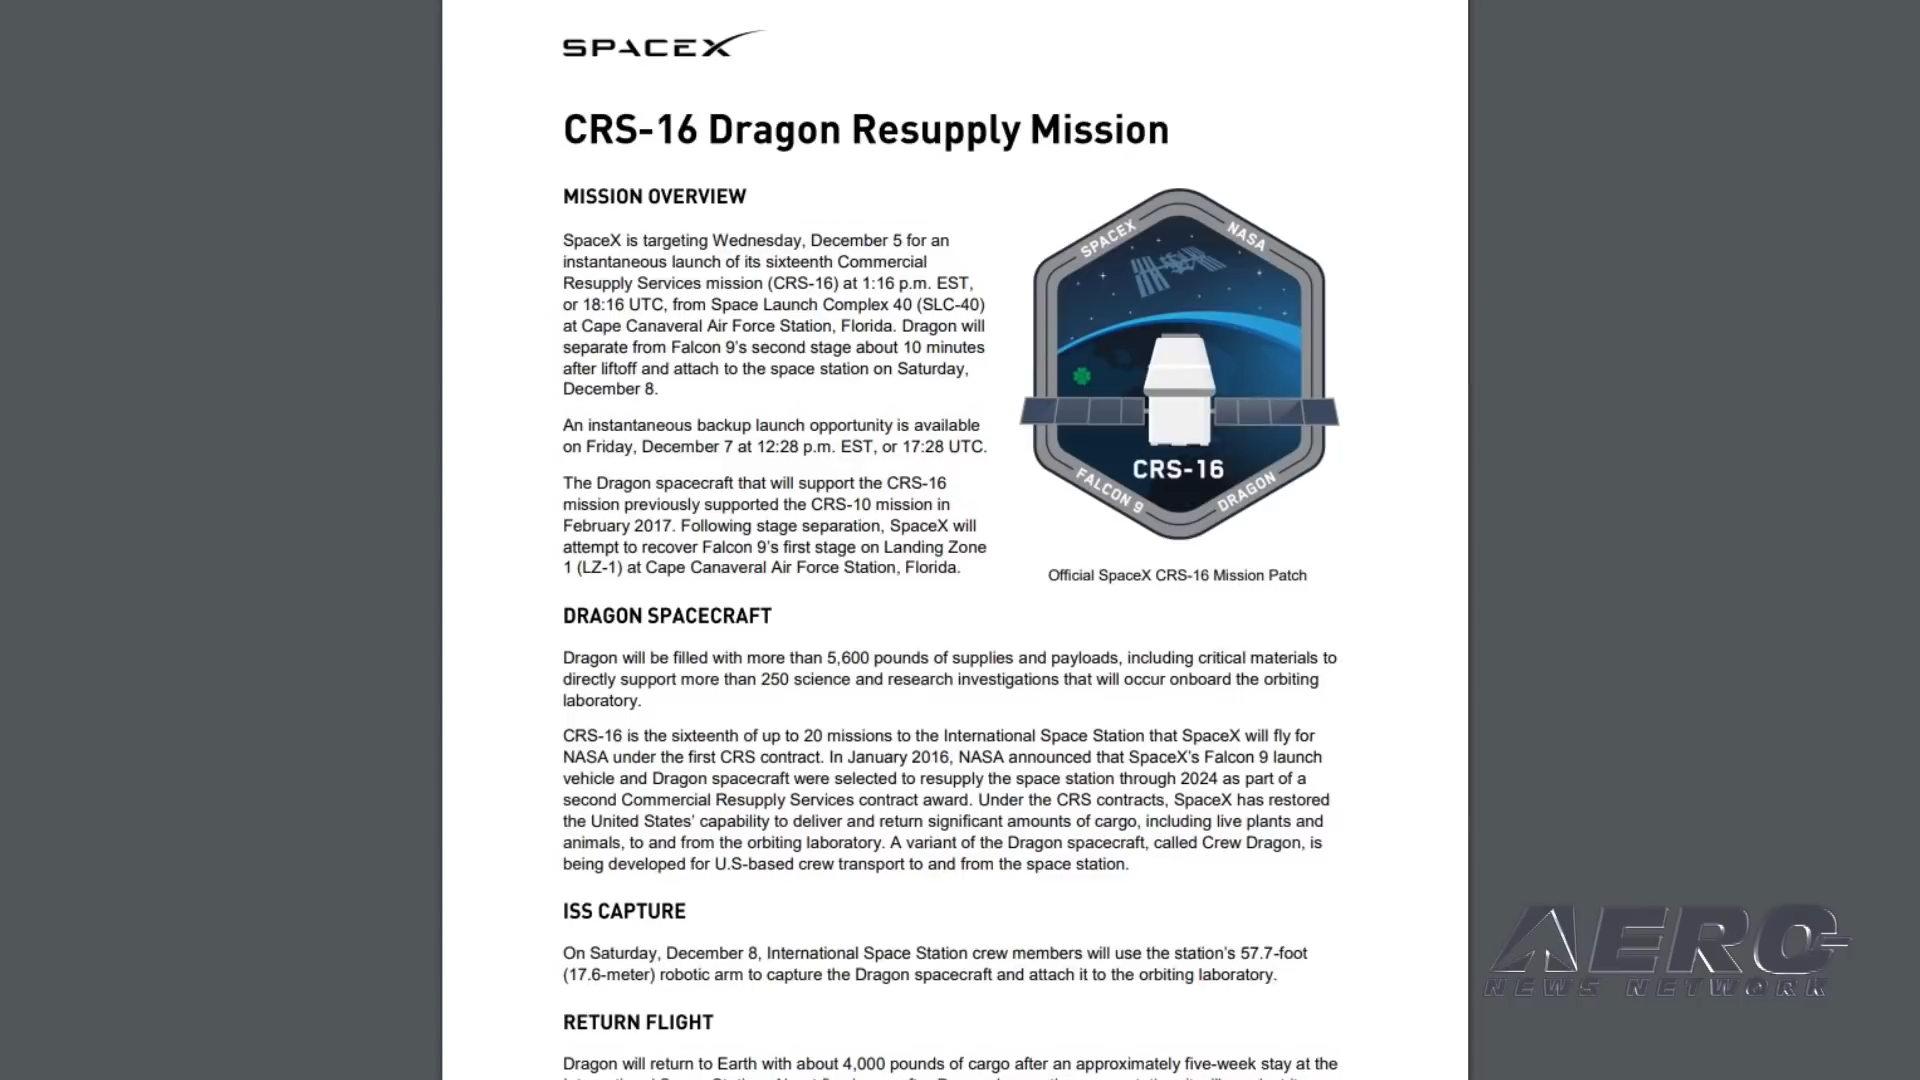 SPACEX
CRS-16 Dragon Resupply Mission
MISSION OVERVIEW
SpaceX is targeting Wednesday, December 5 for an
instantaneous launch of its sixteenth Commercial
Resupply Services mission (CRS-16) at 1:16 p.m. EST,
or 18:16 UTC, from Space Launch Complex 40 (SLC-40)
at Cape Canaveral Air Force Station, Florida. Dragon will
separate from Falcon 9’s second stage about 10 minutes
after liftoff and attach to the space station on Saturday,
December 8.
An instantaneous backup launch opportunity is available
on Friday, December 7 at 12:28 p.m. EST, or 17:28 UTC.
The Dragon spacecraft that will support the CRS-16
mission previously supported the CRS-10 mission in
February 2017. Following stage separation, SpaceX will
attempt to recover Falcon 9’s first stage on Landing Zone
1 (LZ-1) at Cape Canaveral Air Force Station, Florida.
SPACEX
NASA
CRS-16
FALCON 9
DRAGON
Official SpaceX CRS-16 Mission Patch
DRAGON SPACECRAFT
Dragon will be filled with more than 5,600 pounds of supplies and payloads, including critical materials to
directly support more than 250 science and research investigations that will occur onboard the orbiting
laboratory.
CRS-16 is the sixteenth of up to 20 missions to the International Space Station that SpaceX will fly for
NASA under the first CRS contract. In January 2016, NASA announced that SpaceX’s Falcon 9 launch
vehicle and Dragon spacecraft were selected to resupply the space station through 2024 as part of a
second Commercial Resupply Services contract award. Under the CRS contracts, SpaceX has restored
the United States’ capability to deliver and return significant amounts of cargo, including live plants and
animals, to and from the orbiting laboratory. A variant of the Dragon spacecraft, called Crew Dragon, is
being developed for U.S-based crew transport to and from the space station.
ISS CAPTURE
On Saturday, December 8, International Space Station crew members will use the station’s 57.7-foot
(17.6-meter) robotic arm to capture the Dragon spacecraft and attach it to the orbiting laboratory.
RETURN FLIGHT
Dragon will return to Earth with about 4,000 pounds of cargo after an approximately five-week stay at the
AERO
NEWS NETWORK